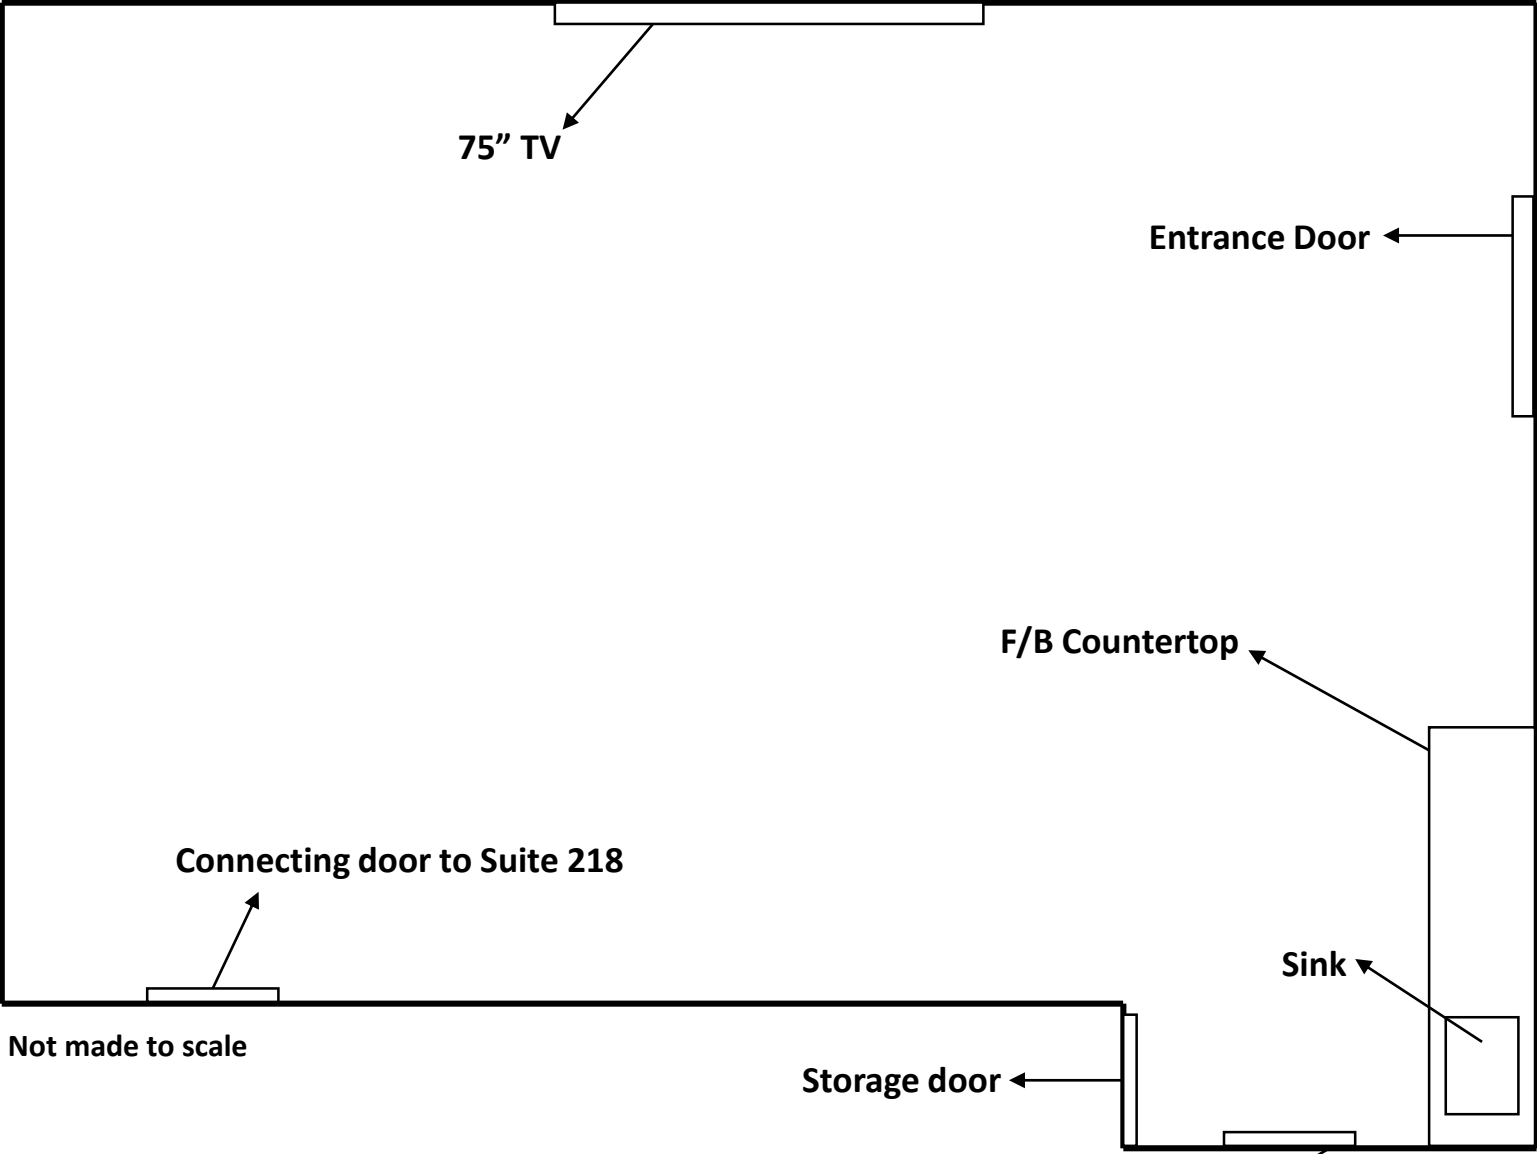 75” TV
Entrance Door
F/B Countertop
Connecting door to Suite 218
Sink
Not made to scale
Storage door